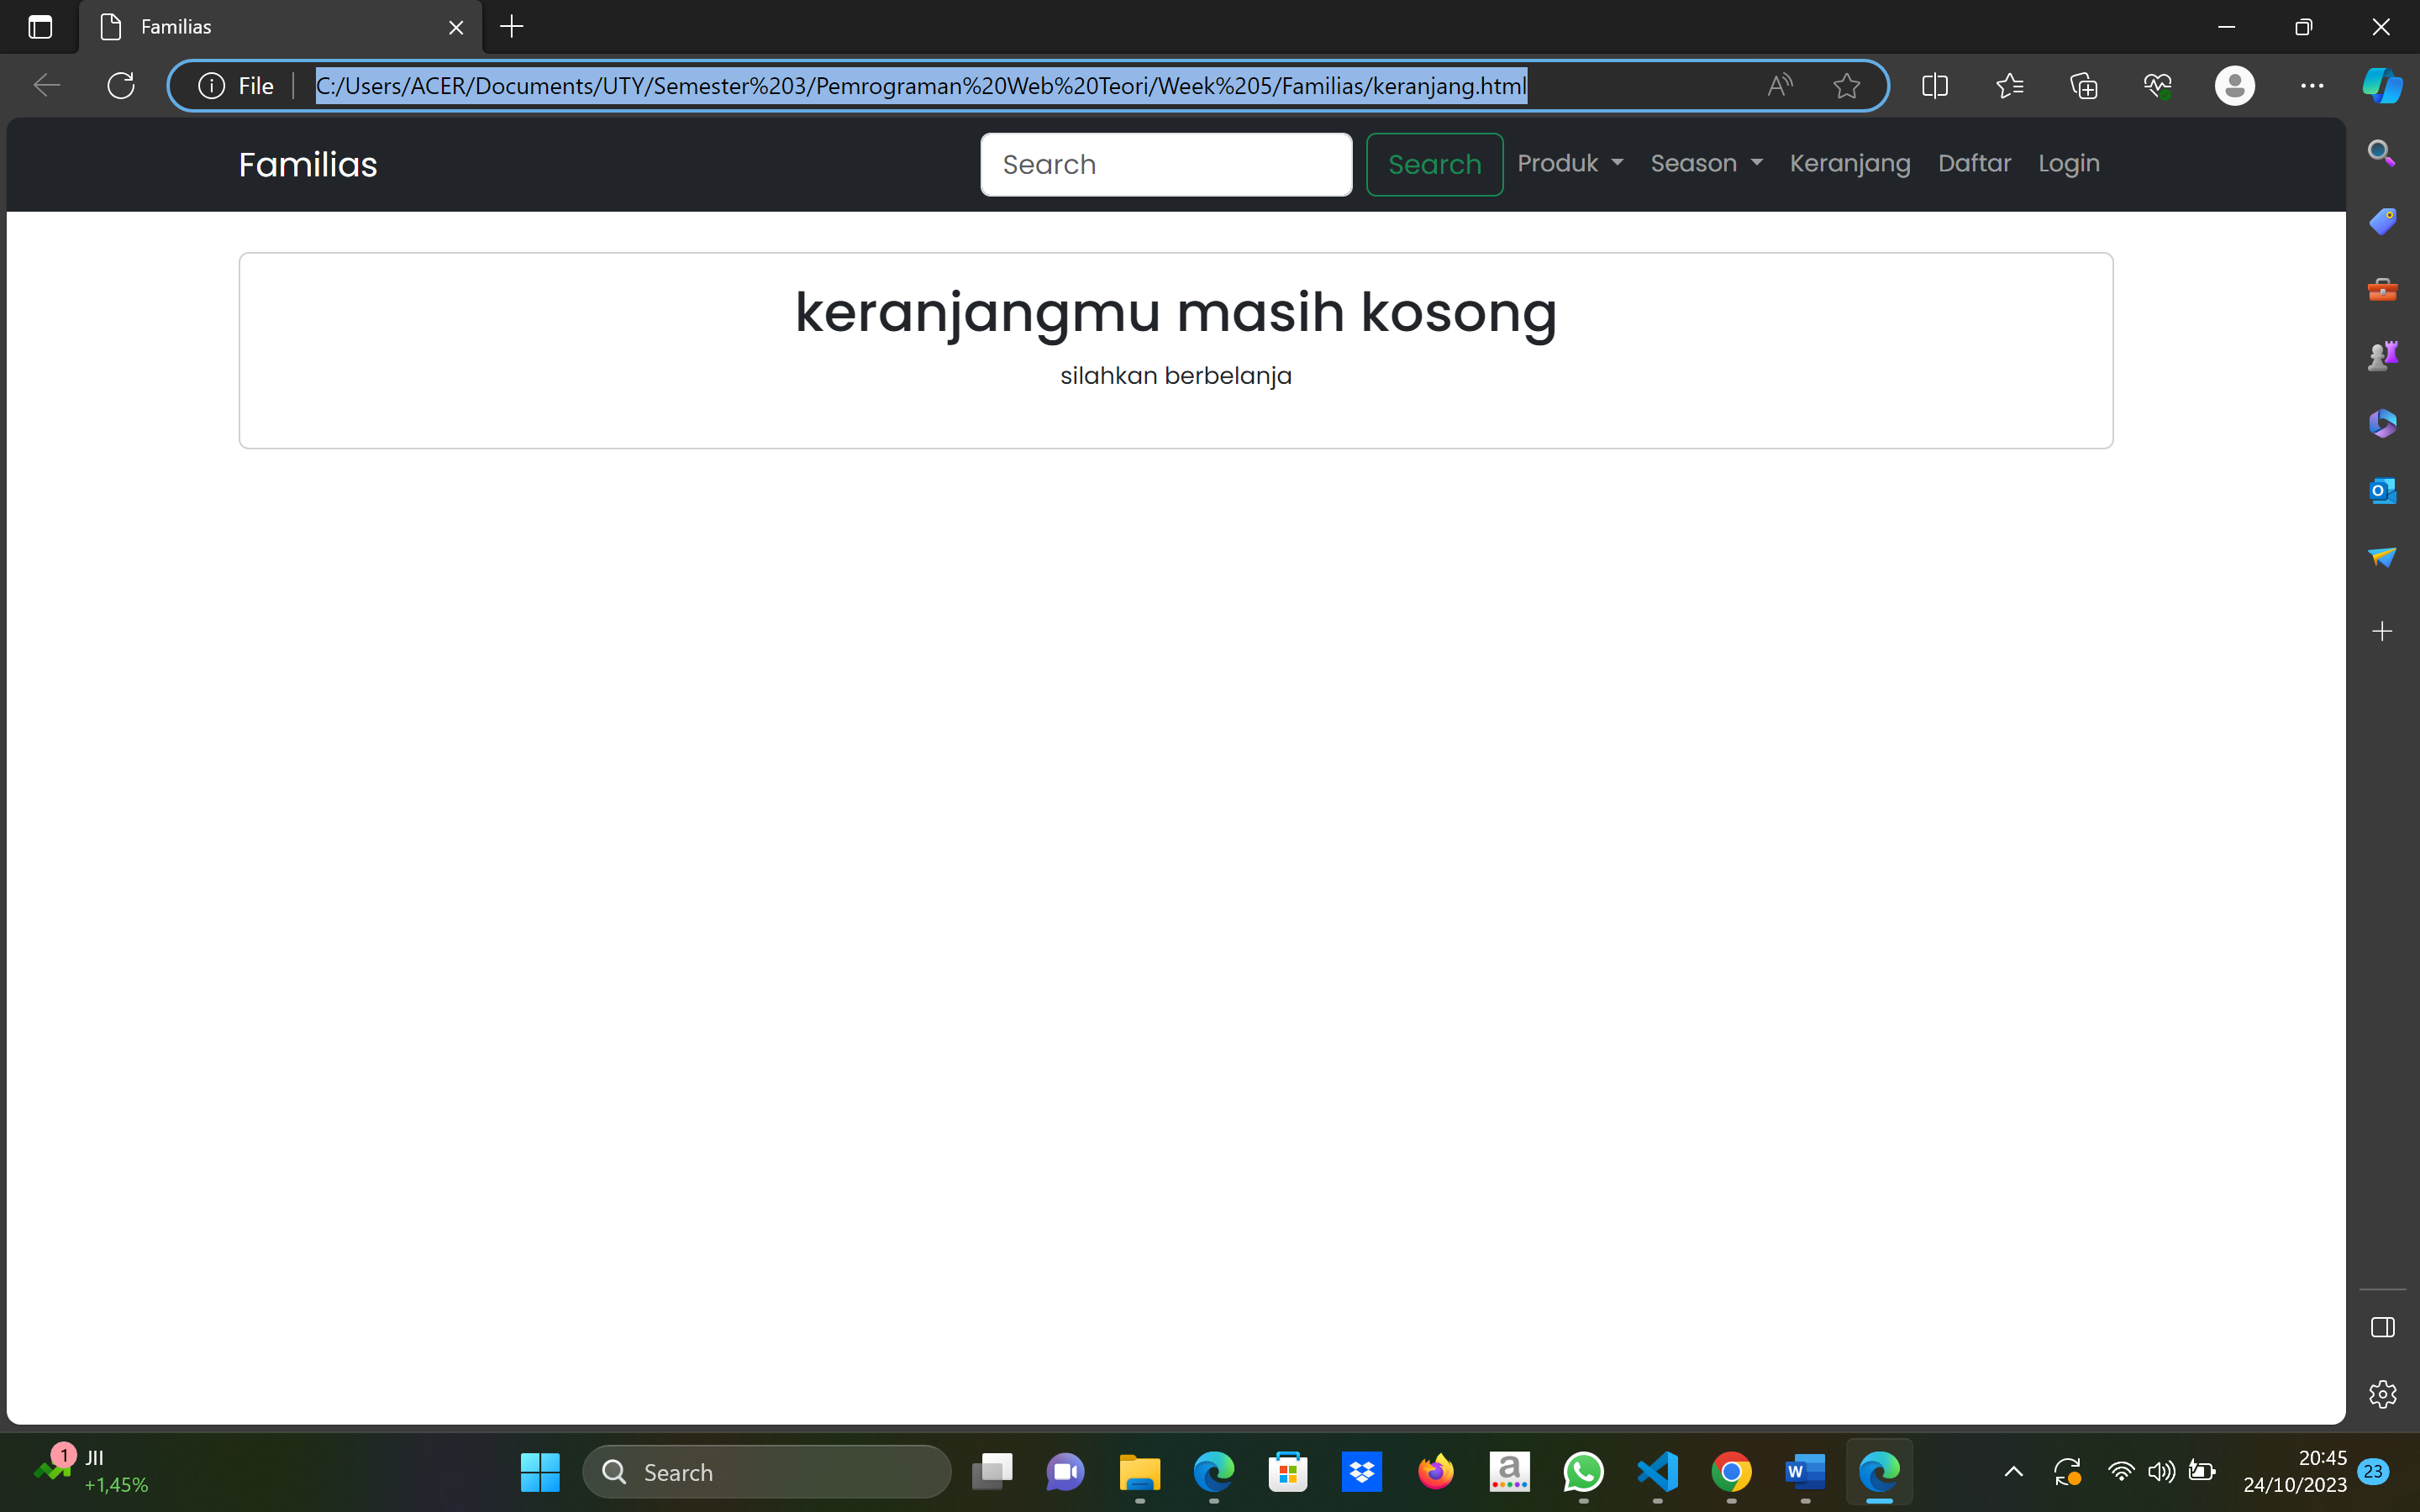 Familias
File
C:/Users/ACER/Documents/UTY/Semester%203/Pemrograman%20Web%20Teori/Week%205/Familias/keranjang.html
Familias
Search
Search
Produk
Season
Keranjang
Daftar
Login
keranjangmu masih kosong
silahkan berbelanja
1
JII
+1,45%
Search
20:45
24/10/2023
23